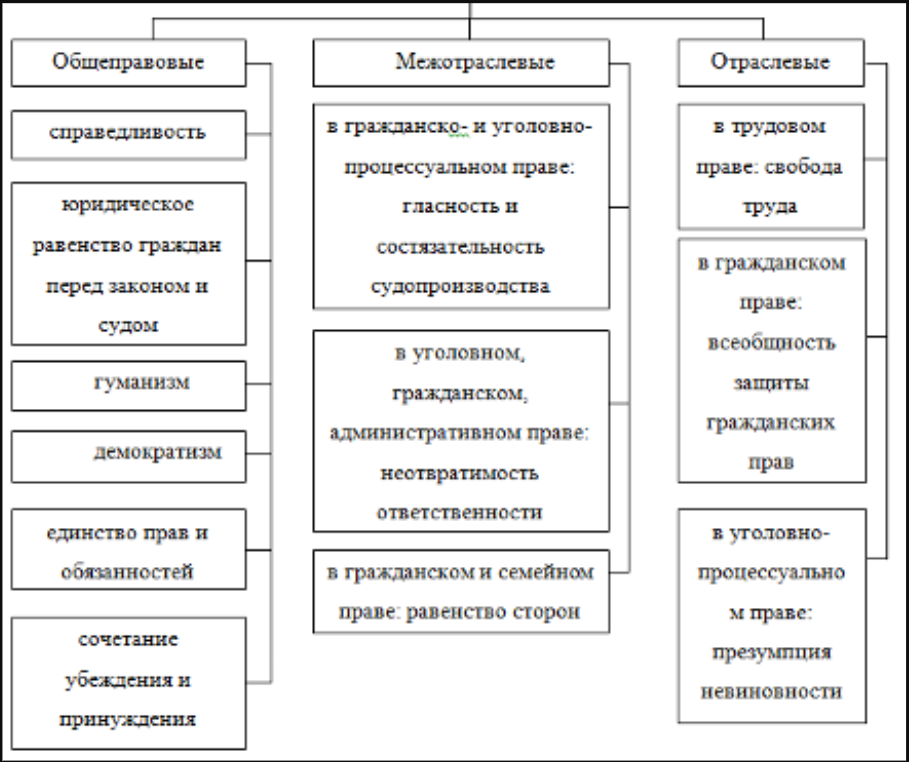 Общеправовые
справедливость
юридическое
равенство граждан
перед законом и
судом
гуманизм
демократизм
единство прав и
обязанностей
сочетание
убеждения и
принуждения
Межотраслевые
в гражданско- и уголовно-
процессуальном праве:
гласность и
состязательность
судопроизводства
в уголовном,
гражданском,
административном праве:
неотвратимость
ответственности
в гражданском и семейном
праве: равенство сторон
Отраслевые
в трудовом
праве: свобода
труда
в гражданском
праве:
всеобщность
защиты
гражданских
прав
в уголовно-
процессуально
м праве:
презумпция
невиновности